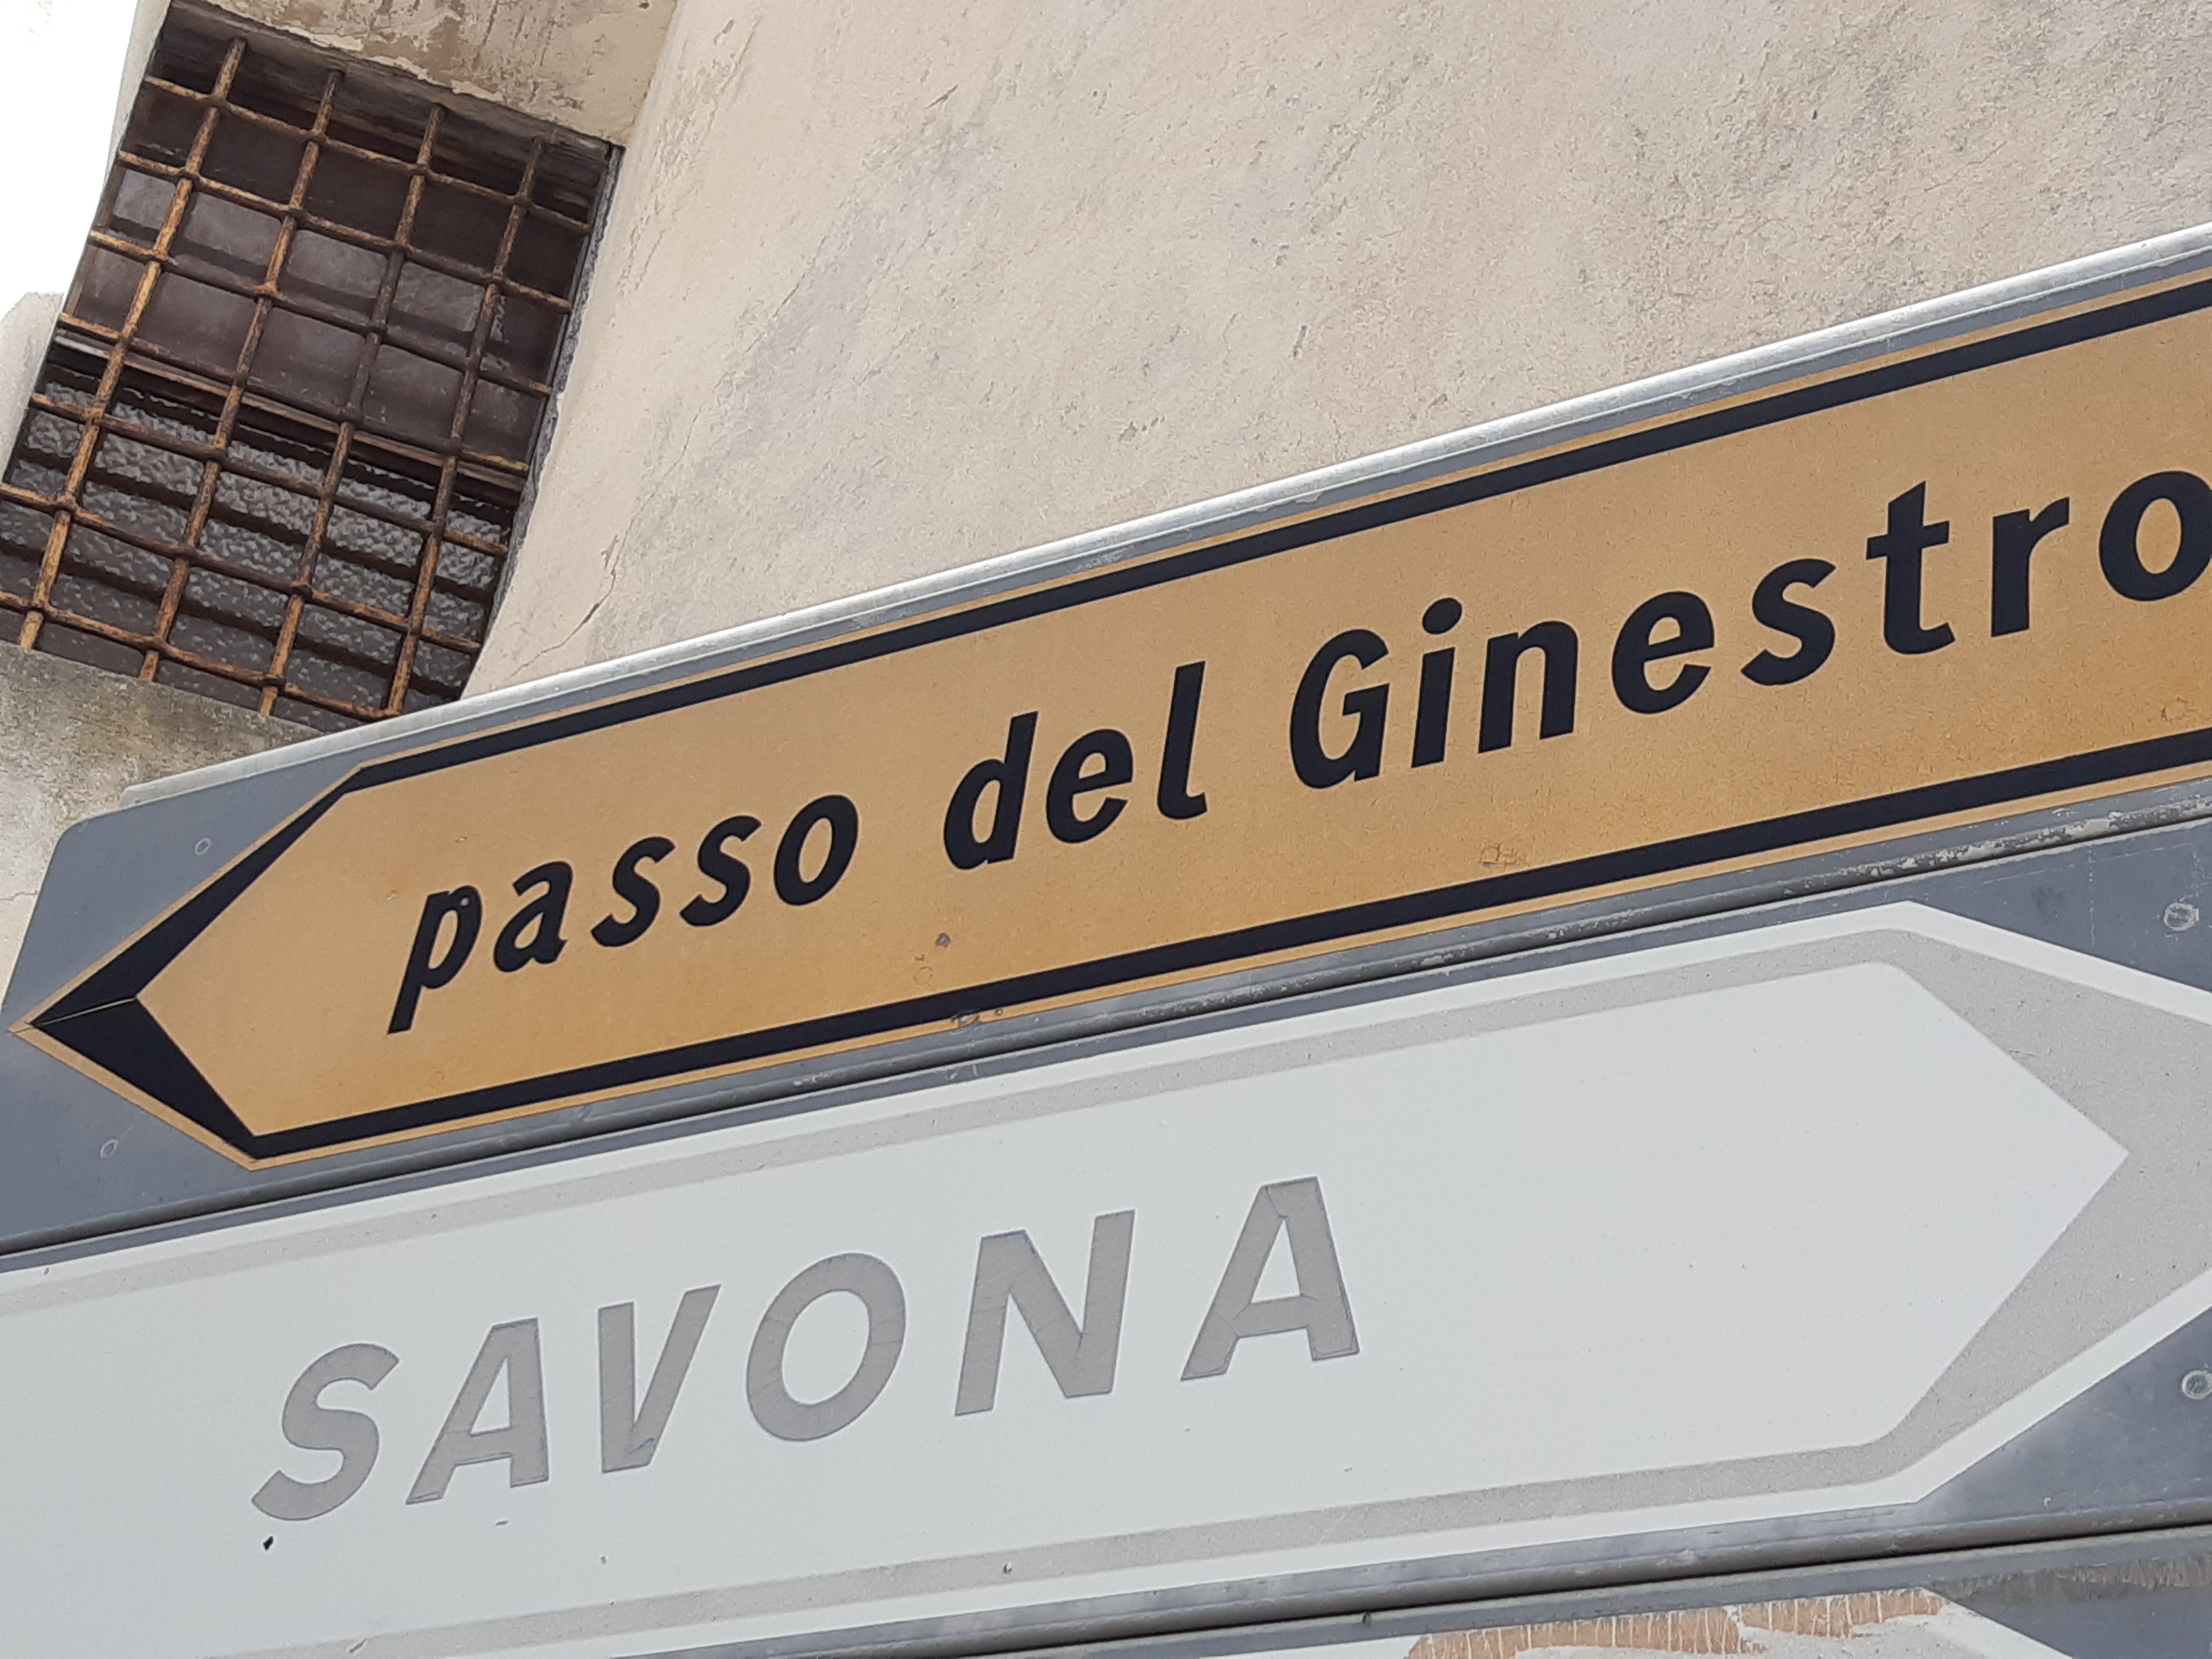 passo del Ginestro
SAVONA